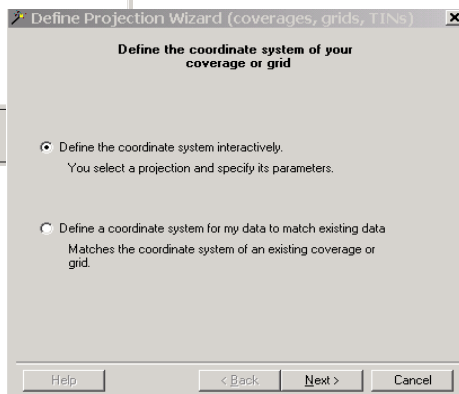 Define Projection Wizard (coverages, grids, TINs)
Define the coordinate system of your
coverage or grid
Define the coordinate system interactively.
You select a projection and specify its parameters.
Define a coordinate system for my data to match existing data
Matches the coordinate system of an existing coverage or
grid.
Help < Back Next > Cancel